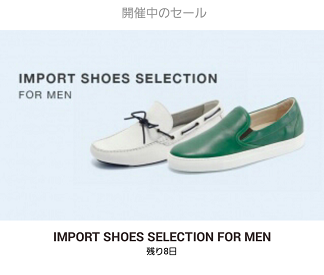 開催中のセール
IMPORT SHOES SELECTION
FOR MEN
IMPORT SHOES SELECTION FOR MEN
残り8日